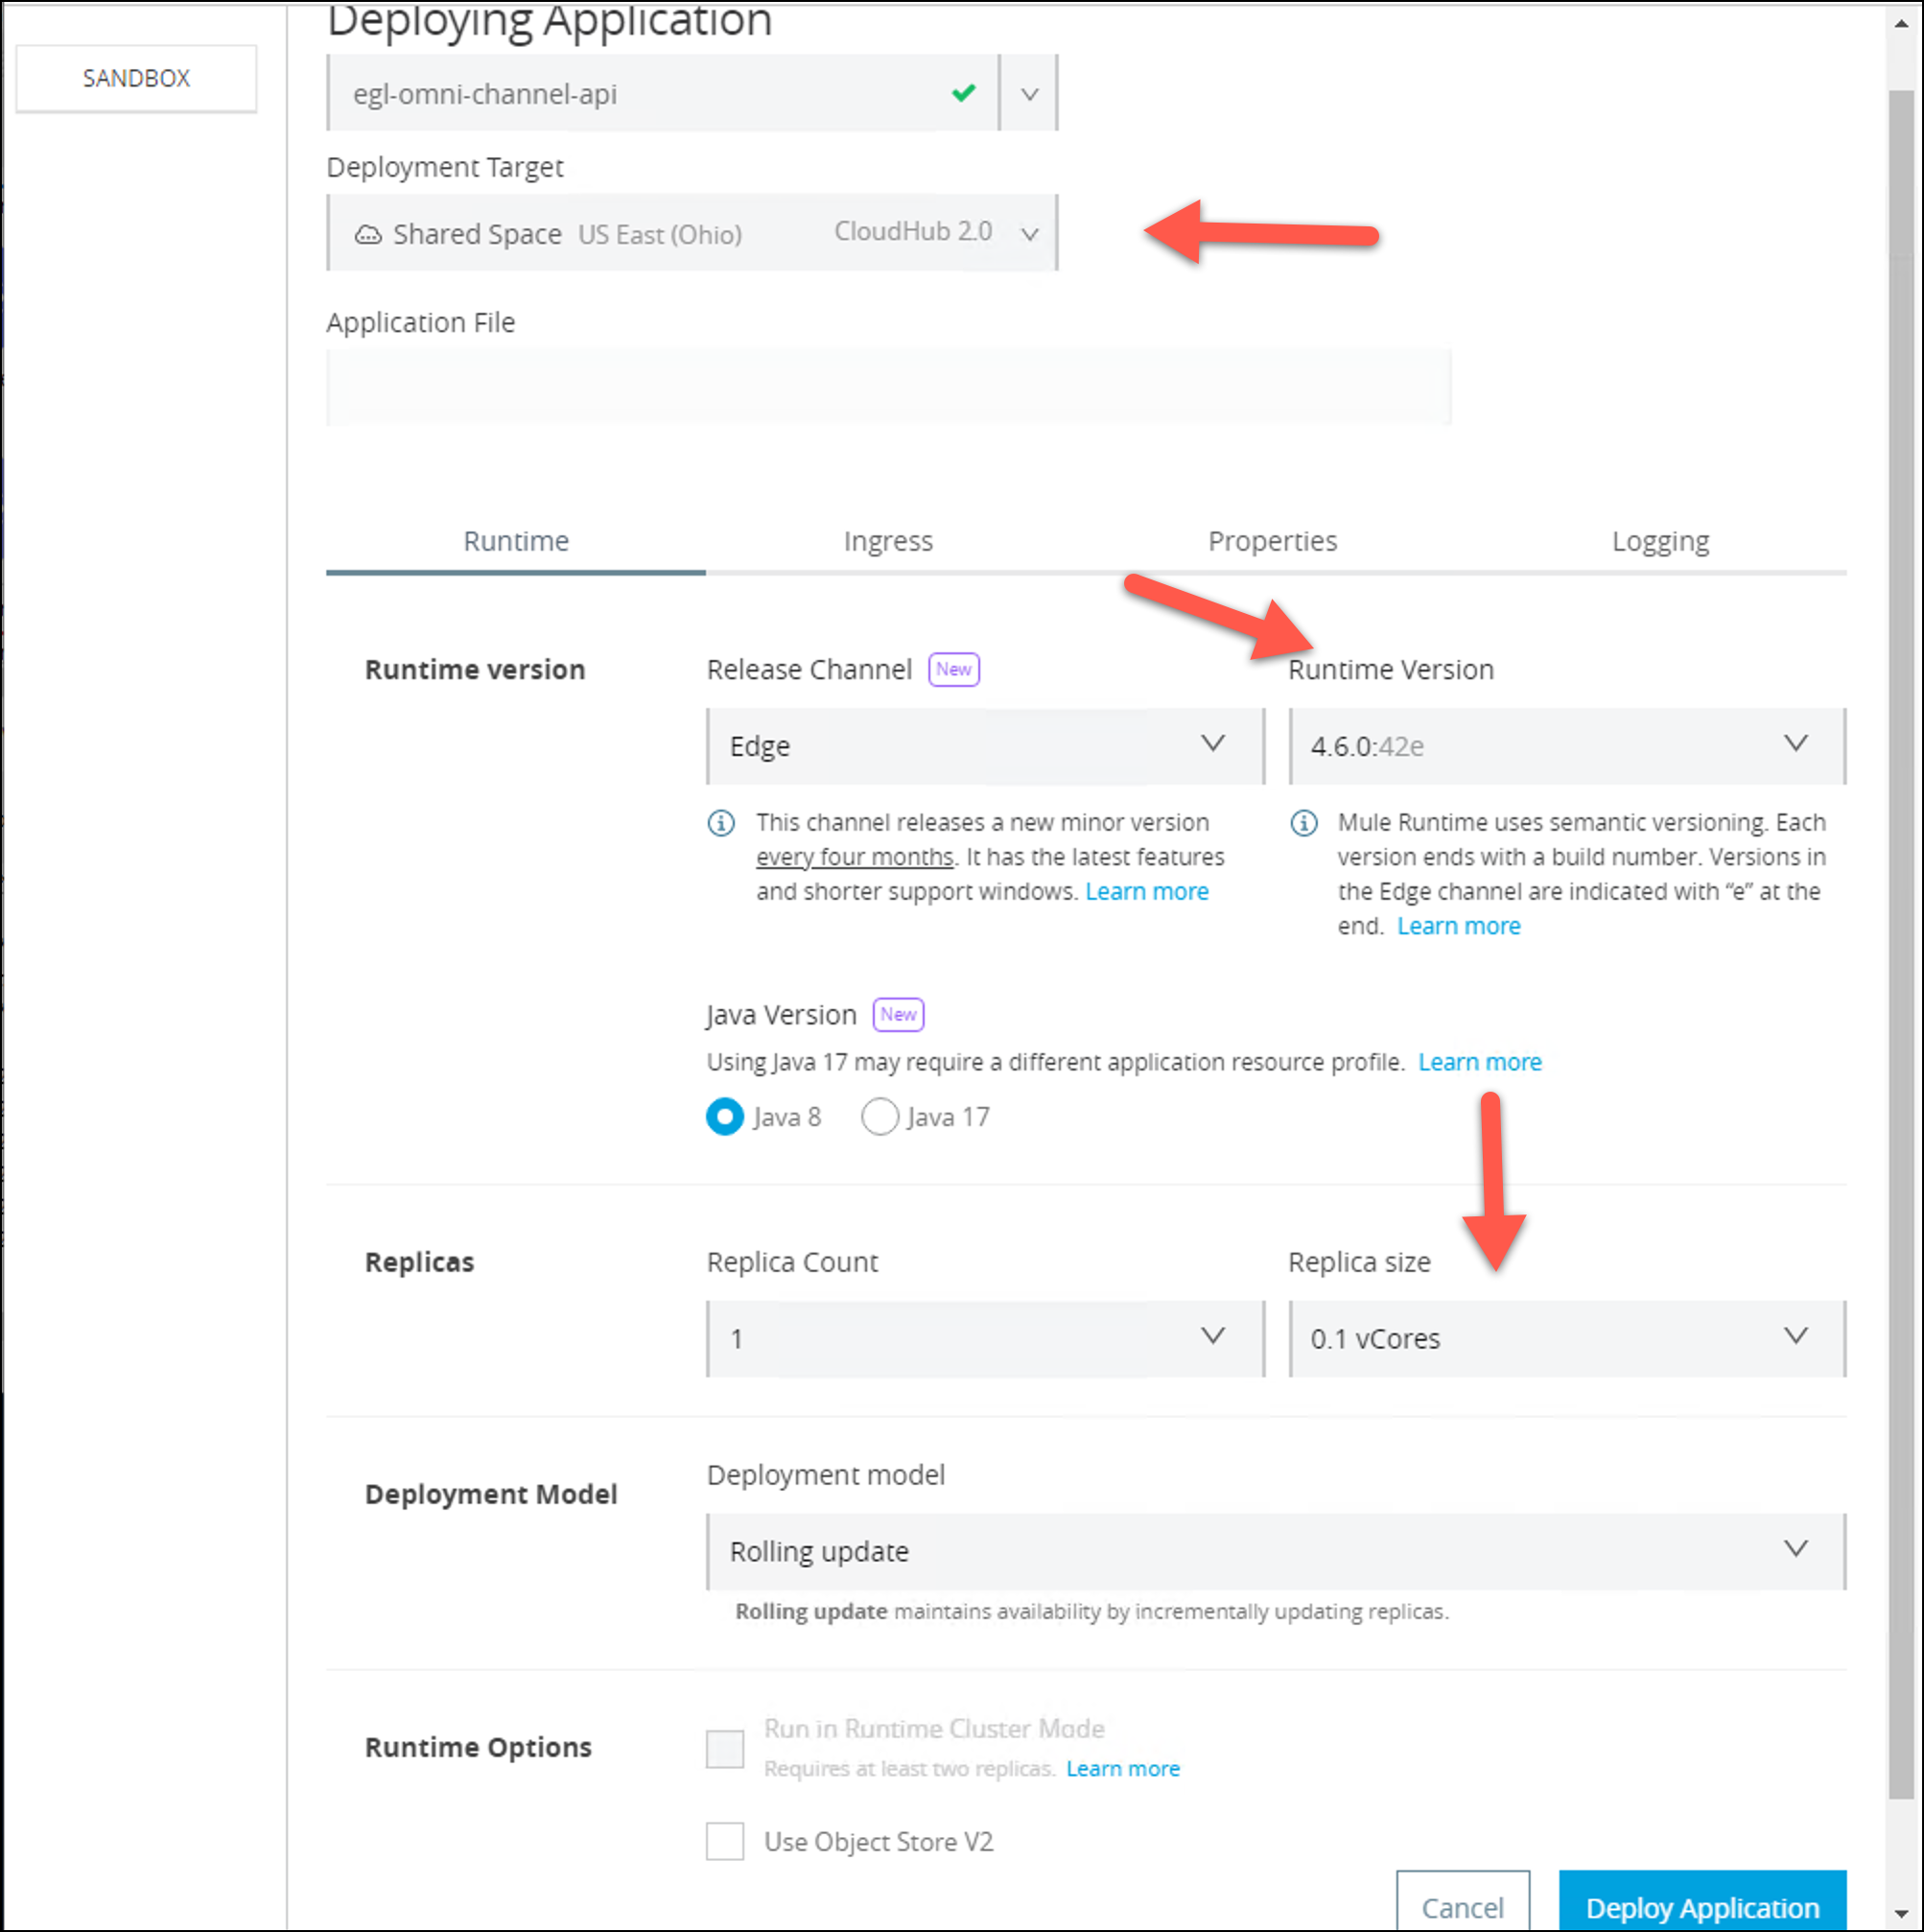 Deploying Application
SANDBOX
egl-omni-channel-api
Deployment Target
Shared Space US East (Ohio) CloudHub 2.0
Application File
Runtime Ingress Properties Logging
Runtime version
Release Channel New
Edge
This channel releases a new minor version
every four months. It has the latest features
and shorter support windows. Learn more
Runtime Version
4.6.0:42e
Mule Runtime uses semantic versioning. Each
version ends with a build number. Versions in
the Edge channel are indicated with “e” at the
end. Learn more
Java Version New
Using Java 17 may require a different application resource profile. Learn more
Java 8 Java 17
Replicas
Replica Count
1
Replica size
0.1 vCores
Deployment Model
Deployment model
Rolling update
Rolling update maintains availability by incrementally updating replicas.
Runtime Options
Run in Runtime Cluster Mode
Requires at least two replicas. Learn more
Use Object Store V2
Cancel Deploy Application